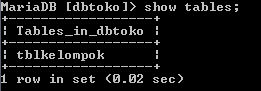 MariaDB [dbtoko]> show tables;
+------------------+
| Tables_in_dbtoko |
+------------------+
| tblkelompok      |
+------------------+
1 row in set (0.02 sec)